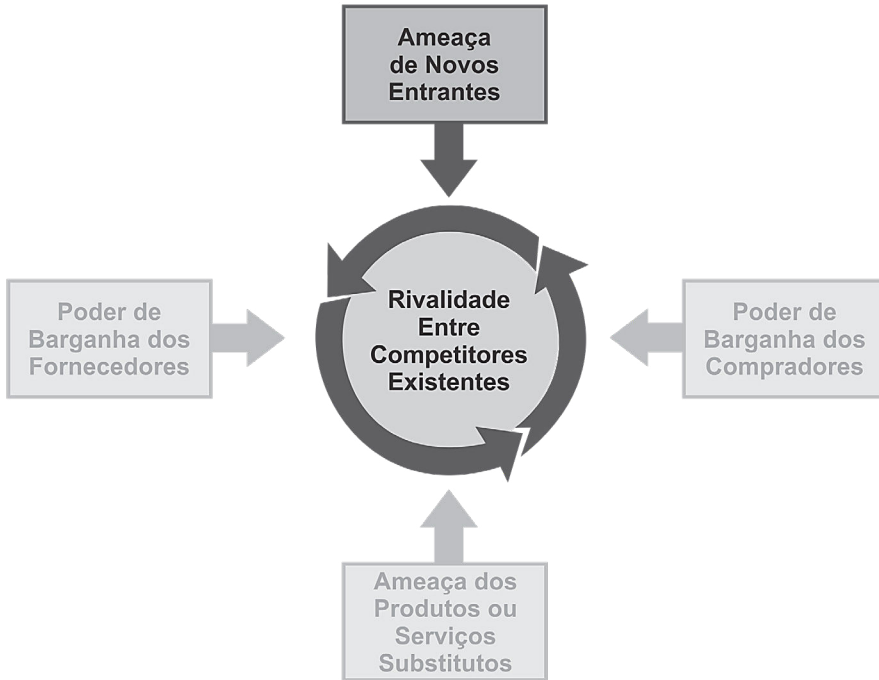 Ameaça
de Novos
Entrantes
Poder de
Barganha dos
Fornecedores
Rivalidade
Entre
Competitores
Existentes
Poder de
Barganha dos
Compradores
Ameaça dos
Produtos ou
Serviços
Substitutos